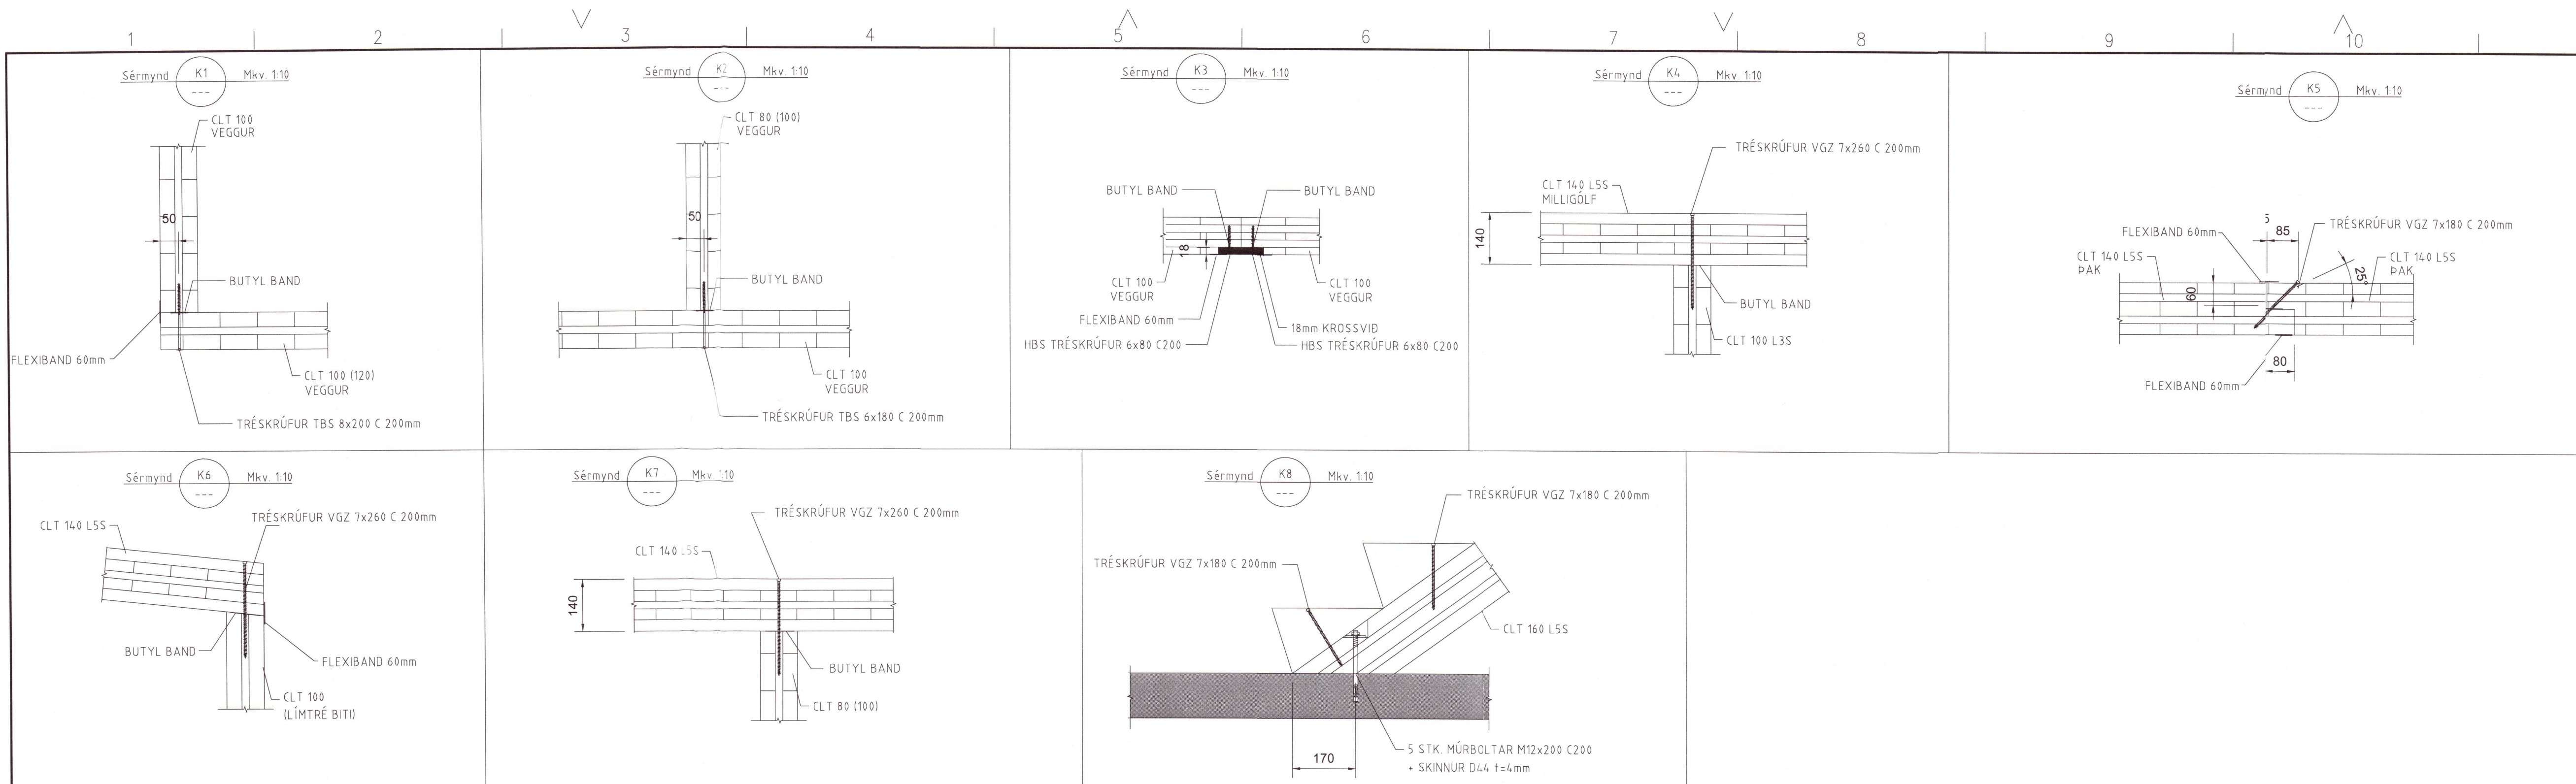 1 2 3 4 5 6 7 8 9 10
Sérmynd K1 Mkv. 1:10
---
CLT 100
VEGGUR
50
BUTYL BAND
FLEXIBAND 60mm
CLT 100 (120)
VEGGUR
TRÉSKRÚFUR TBS 8x200 C 200mm
Sérmynd K2 Mkv. 1:10
---
CLT 80 (100)
VEGGUR
50
BUTYL BAND
CLT 100
VEGGUR
TRÉSKRÚFUR TBS 6x180 C 200mm
Sérmynd K3 Mkv. 1:10
---
BUTYL BAND
BUTYL BAND
18
CLT 100
VEGGUR
CLT 100
VEGGUR
FLEXIBAND 60mm
18mm KROSSVIÐ
HBS TRÉSKRÚFUR 6x80 C200
HBS TRÉSKRÚFUR 6x80 C200
Sérmynd K4 Mkv. 1:10
---
TRÉSKRÚFUR VGZ 7x260 C 200mm
CLT 140 L5S
MILLIGÓLF
140
BUTYL BAND
CLT 100 L3S
Sérmynd K5 Mkv. 1:10
---
5
85
TRÉSKRÚFUR VGZ 7x180 C 200mm
FLEXIBAND 60mm
CLT 140 L5S
ÞAK
CLT 140 L5S
ÞAK
25°
60
80
FLEXIBAND 60mm
Sérmynd K6 Mkv. 1:10
---
TRÉSKRÚFUR VGZ 7x260 C 200mm
CLT 140 L5S
BUTYL BAND
FLEXIBAND 60mm
CLT 100
(LÍMTRÉ BITI)
Sérmynd K7 Mkv. 1:10
---
TRÉSKRÚFUR VGZ 7x260 C 200mm
CLT 140 L5S
140
BUTYL BAND
CLT 80 (100)
Sérmynd K8 Mkv. 1:10
---
TRÉSKRÚFUR VGZ 7x180 C 200mm
TRÉSKRÚFUR VGZ 7x180 C 200mm
CLT 160 L5S
170
5 STK. MÚRBOLTAR M12x200 C200
+ SKINNUR D44 t=4mm